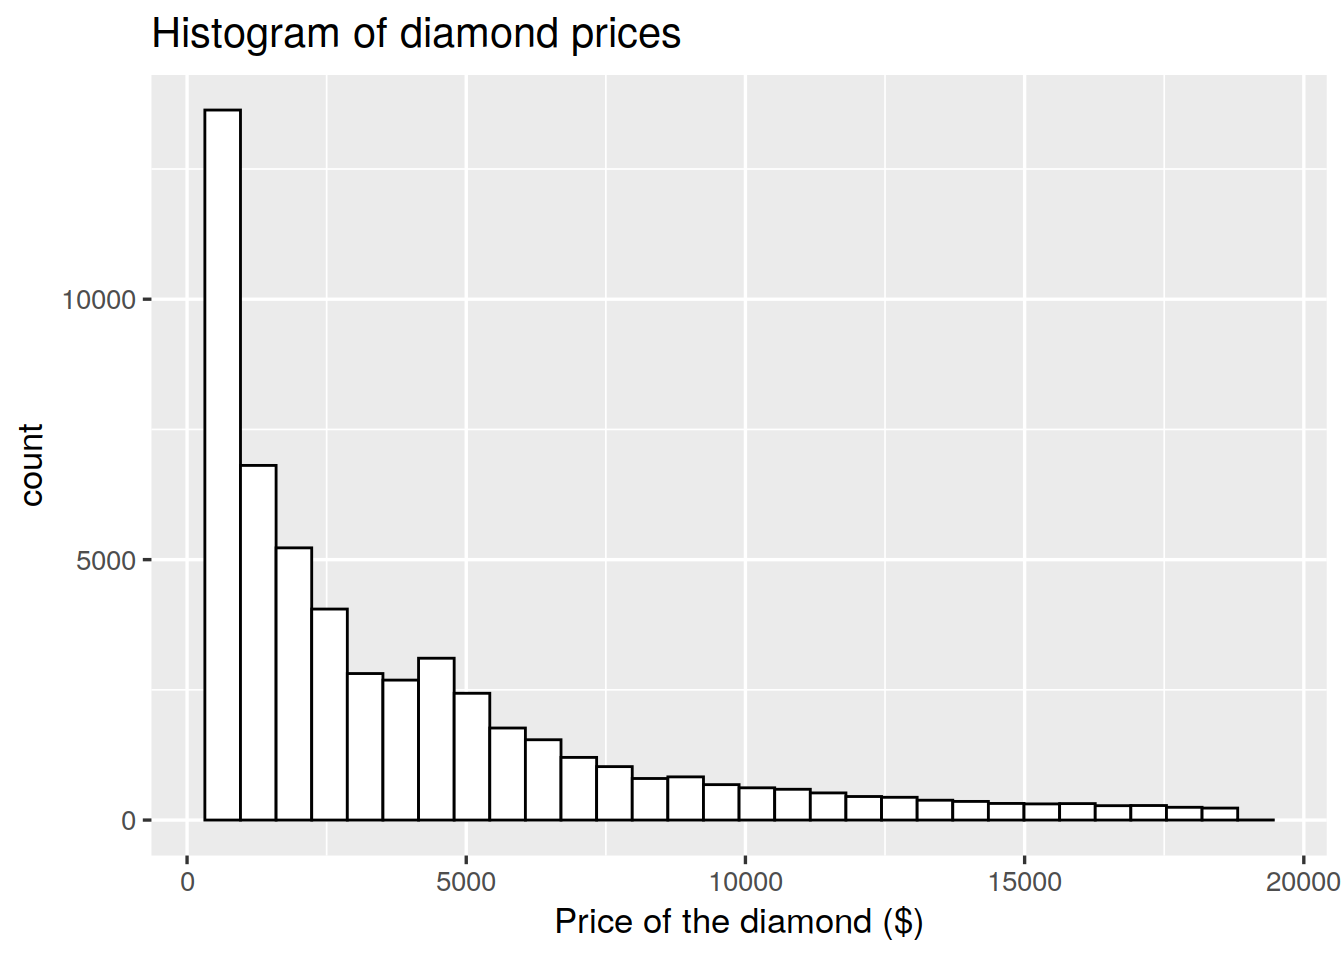 Histogram of diamond prices
10000
5000
0
count
0 5000 10000 15000 20000
Price of the diamond ($)